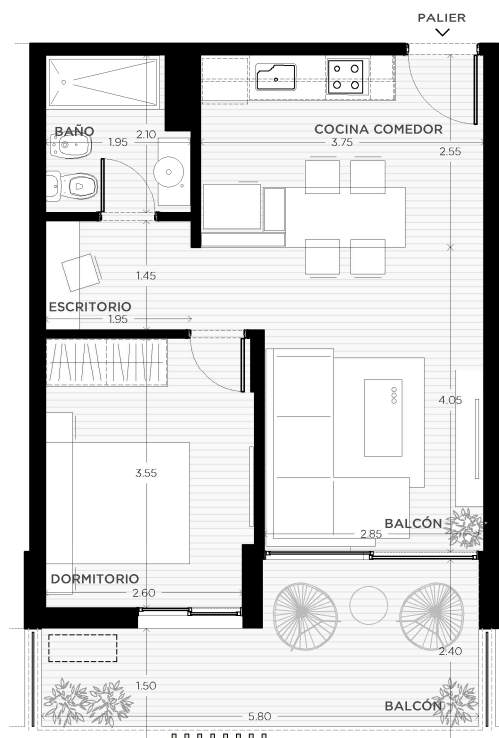 PALIER
BAÑO
2.10
1.95
COCINA COMEDOR
3.75
2.55
1.45
ESCRITORIO
1.95
4.05
3.55
BALCÓN
2.85
DORMITORIO
2.60
2.40
1.50
BALCÓN
5.80